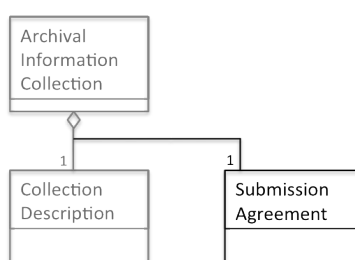 Archival
Information
Collection
1
1
Collection
Description
Submission
Agreement